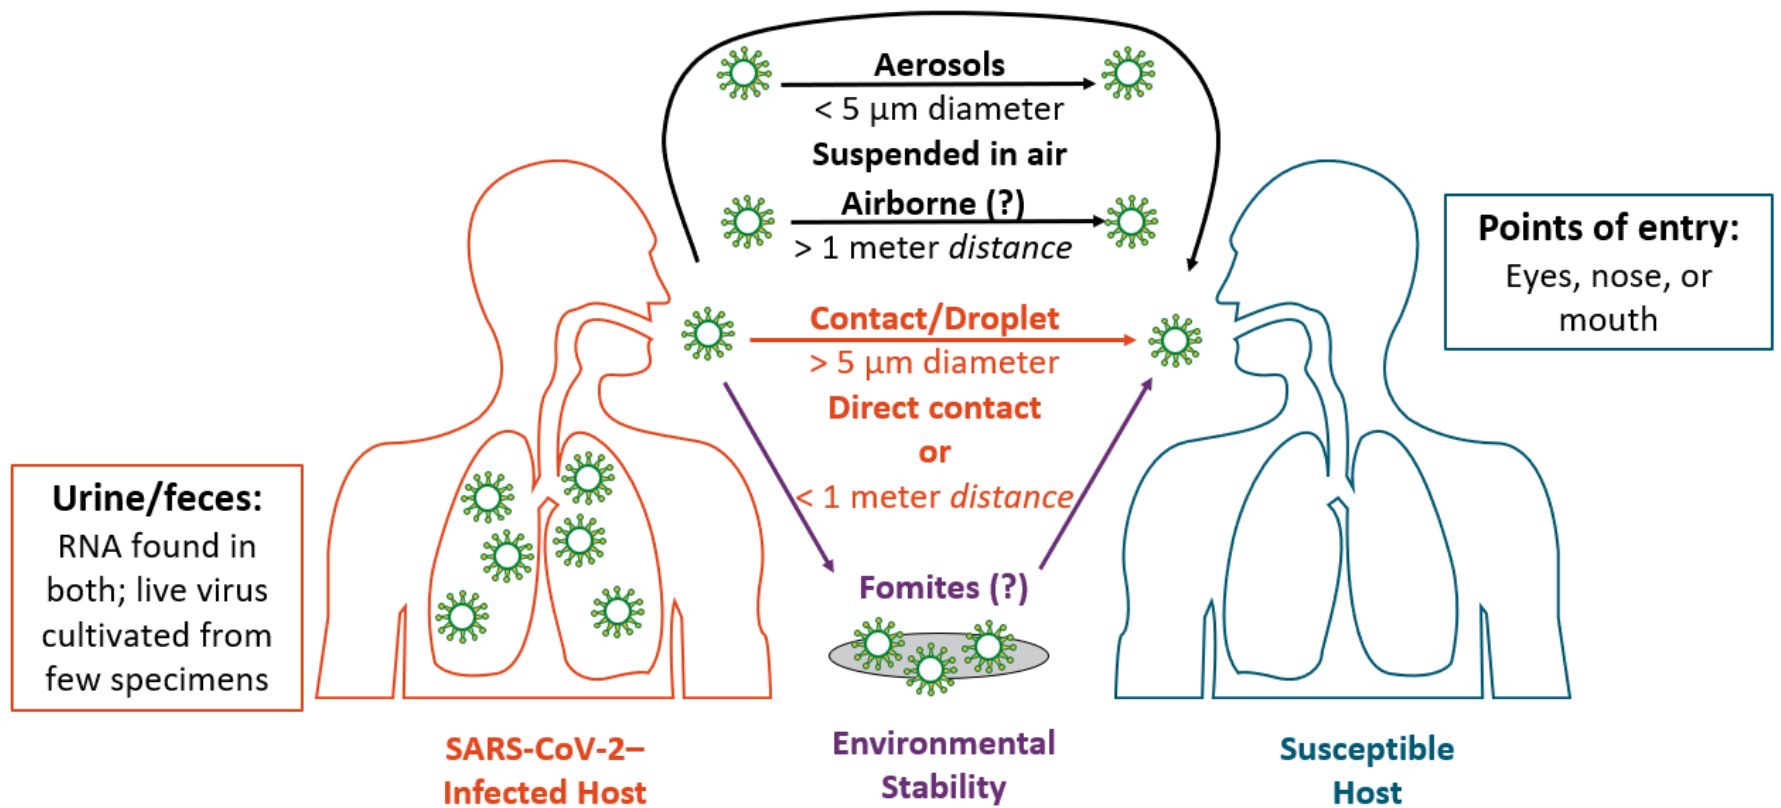 Aerosols
< 5 µm diameter
Suspended in air
Airborne (?)
> 1 meter distance
Contact/Droplet
> 5 µm diameter
Direct contact
or
< 1 meter distance
Fomites (?)
Environmental
Stability
Urine/feces:
RNA found in
both; live virus
cultivated from
few specimens
SARS-CoV-2–
Infected Host
Points of entry:
Eyes, nose, or
mouth
Susceptible
Host